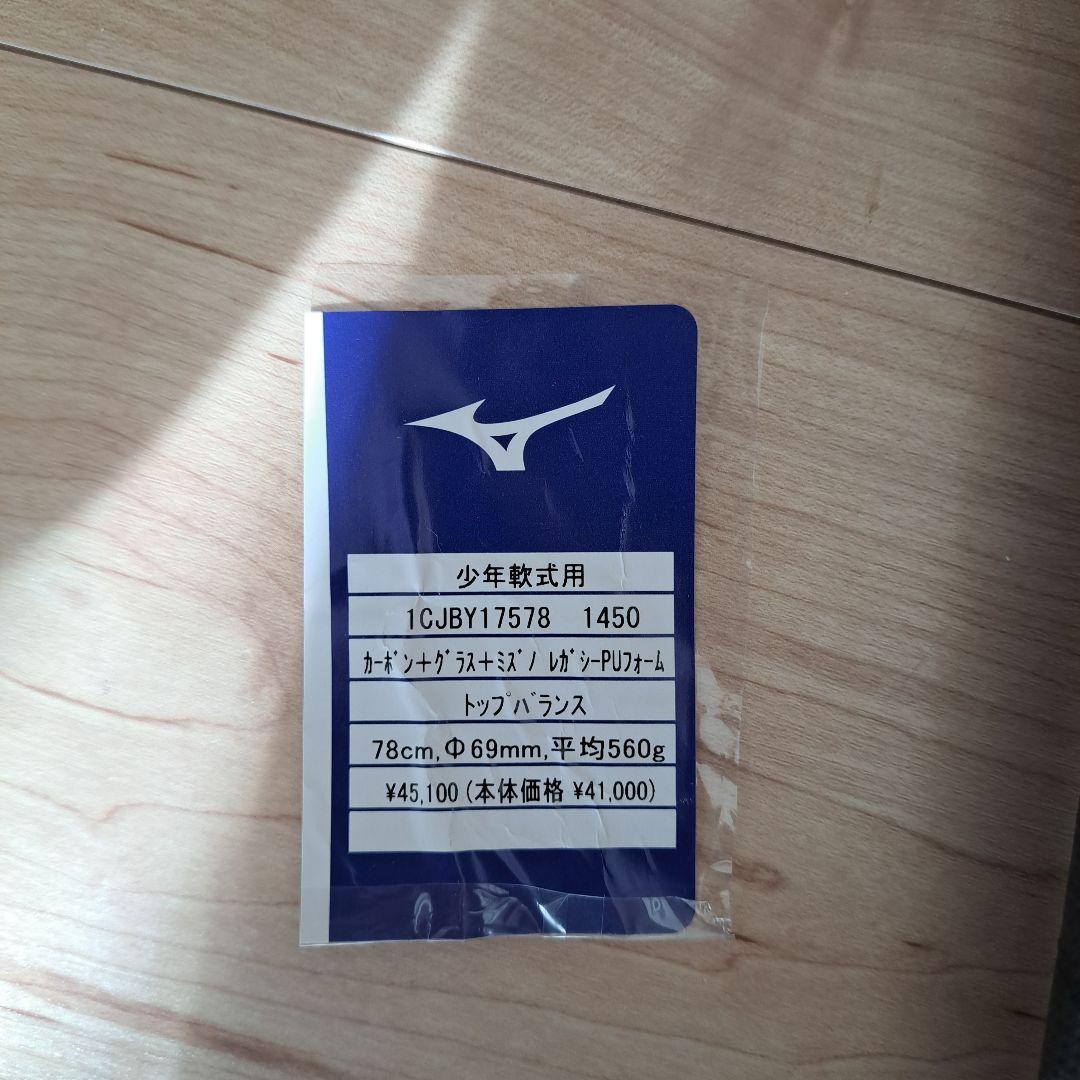 少年軟式用
1CJBY17578 1450
ｶｰﾎﾞﾝ＋ｸﾞﾗｽ＋ﾐｽﾞﾉ ﾚｶﾞｼｰPUﾌｫｰﾑ
ﾄｯﾌﾟﾊﾞﾗﾝｽ
78cm,Φ69mm,平均560g
¥45,100(本体価格 ¥41,000)